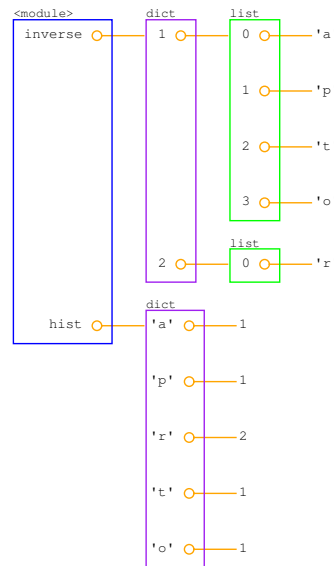 <module> dict list
inverse 1 0 'a
1 'p
2 't
3 'o
list
2 0 'r
dict
hist 'a' 1
'p' 1
'r' 2
't' 1
'o' 1